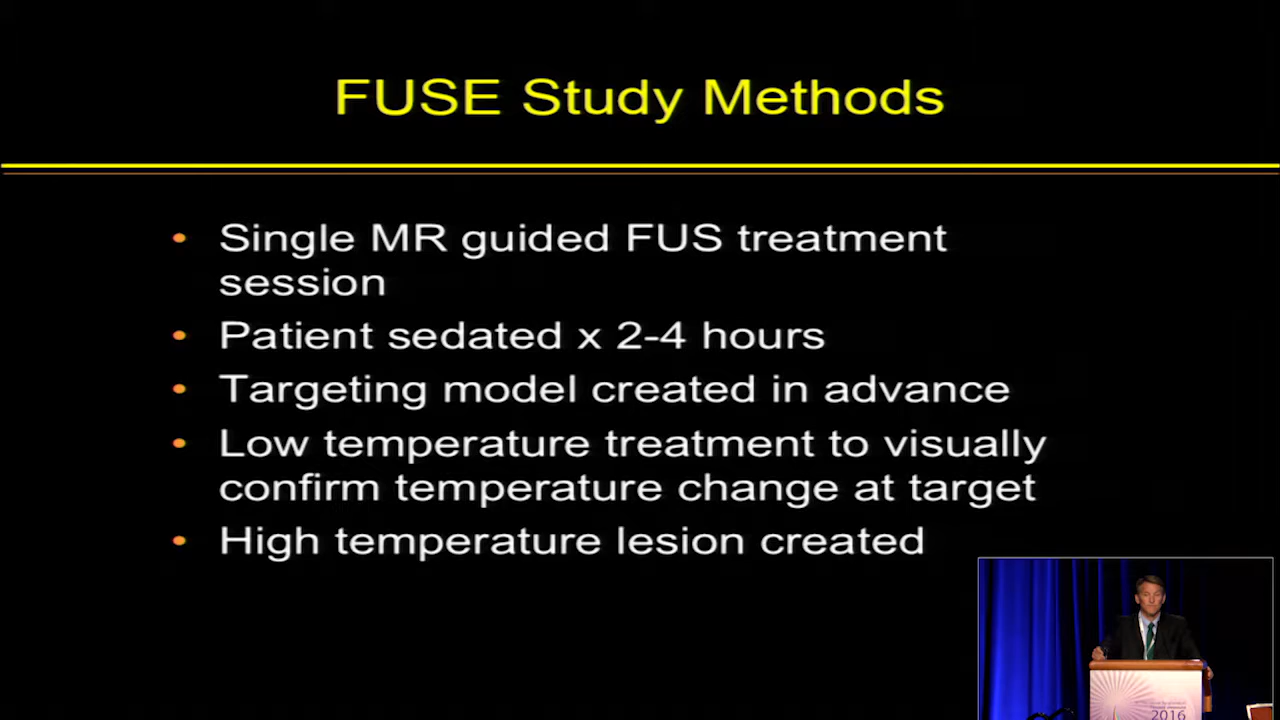 FUSE Study Methods
• Single MR guided FUS treatment
session
• Patient sedated x 2-4 hours
• Targeting model created in advance
• Low temperature treatment to visually
confirm temperature change at target
• High temperature lesion created
2016